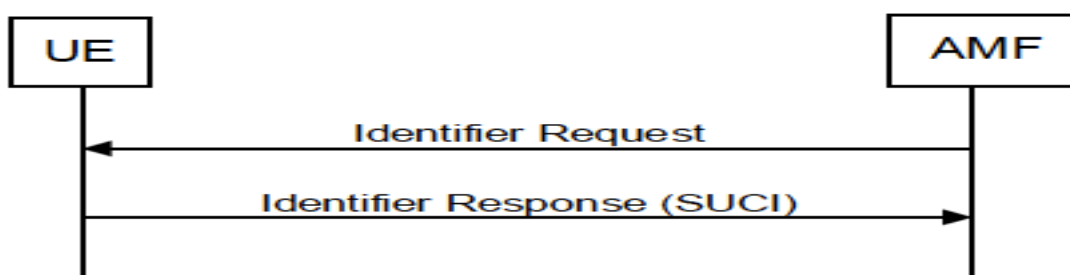 UE
AMF
Identifier Request
Identifier Response (SUCI)